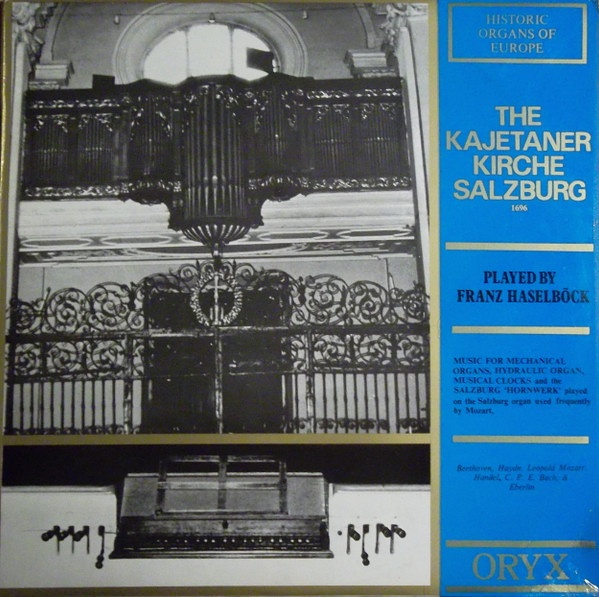 HISTORIC
ORGANS OF
EUROPE
THE
KAJETANER
KIRCHE
SALZBURG
1696
PLAYED BY
FRANZ HASELBÖCK
MUSIC FOR MECHANICAL
ORGANS, HYDRAULIC ORGAN,
MUSICAL CLOCKS and the
SALZBURG 'HORNWERK' played
on the Salzburg organ used frequently
by Mozart.
Beethoven, Haydn, Leopold Mozart
Handel, C. P. E. Bach, &
Eberlin
ORYX